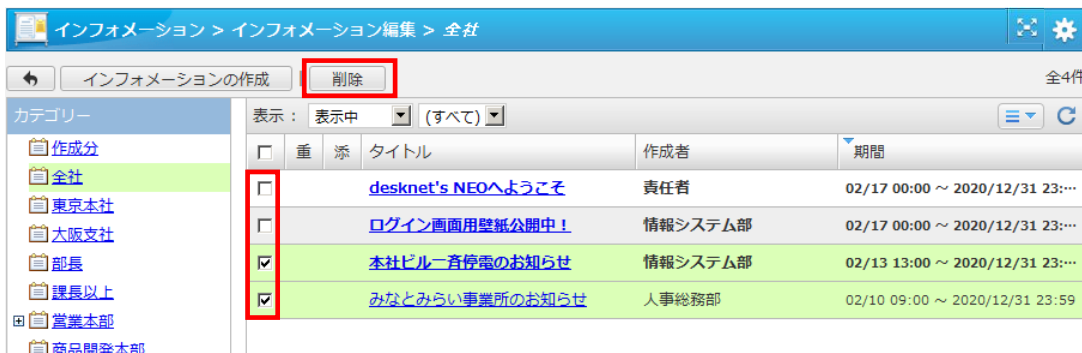 インフォメーション > インフォメーション編集 > 全社
インフォメーションの作成 | 削除 全4件
カテゴリー
作成分
全社
東京本社
大阪支社
部長
課長以上
営業本部
商品開発本部
表示： 表示中 (すべて)
重 添 タイトル 作成者 期間
desknet's NEOへようこそ 責任者 02/17 00:00 ～ 2020/12/31 23:…
ログイン画面用壁紙公開中！ 情報システム部 02/17 00:00 ～ 2020/12/31 23:…
本社ビル一斉停電のお知らせ 情報システム部 02/13 13:00 ～ 2020/12/31 23:…
みなとみらい事業所のお知らせ 人事総務部 02/10 09:00 ～ 2020/12/31 23:59